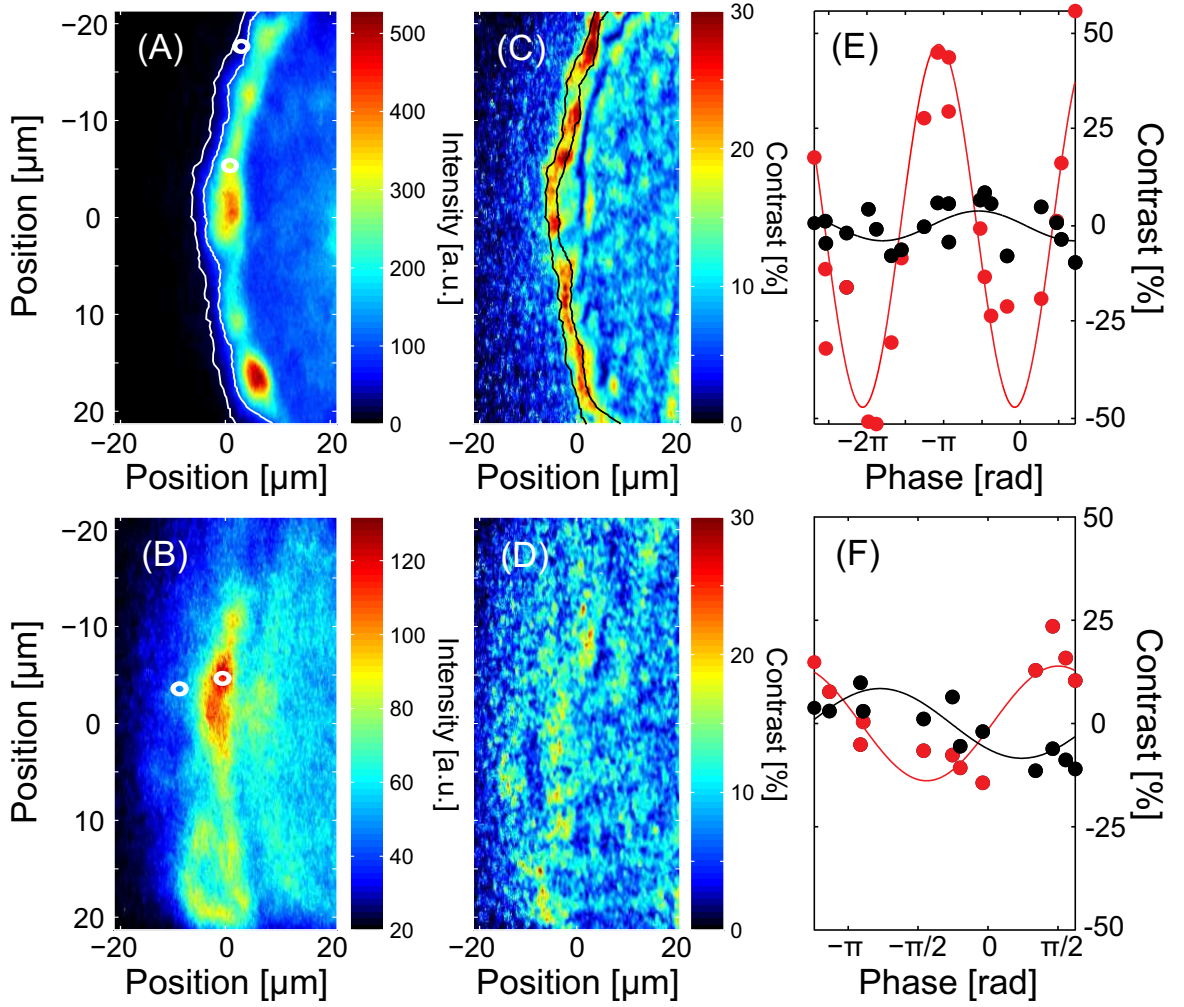 (A)
−20
−10
0
10
20
Position [µm]
−20
0
20
Position [µm]
500
400
300
200
100
0
Intensity [a.u.]
(C)
−20
0
20
Position [µm]
30
20
10
0
Contrast [%]
(E)
50
25
0
-25
-50
Contrast [%]
−2π
−π
0
Phase [rad]
(B)
−20
−10
0
10
20
Position [µm]
−20
0
20
Position [µm]
120
100
80
60
40
20
Intensity [a.u.]
(D)
−20
0
20
Position [µm]
30
20
10
0
Contrast [%]
(F)
50
25
0
-25
-50
Contrast [%]
−π
−π/2
0
π/2
Phase [rad]